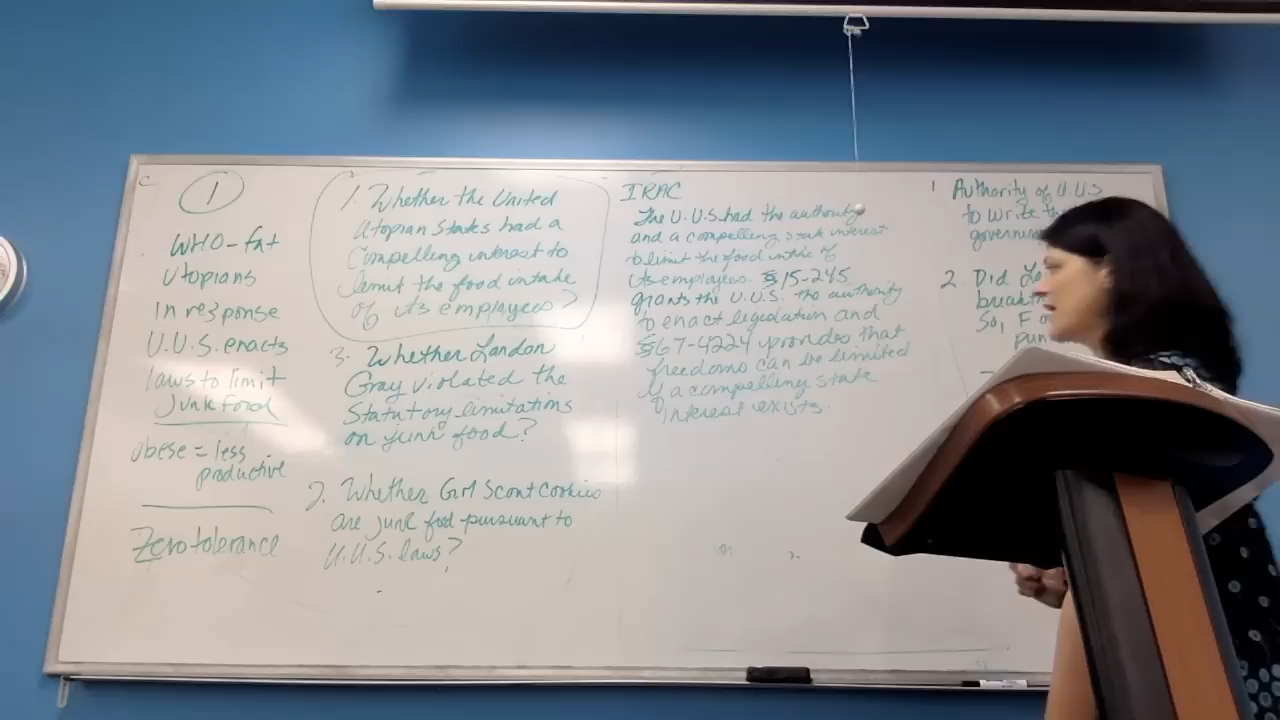 1
WHO-fat
Utopians
In response
U.U.S. enacts
laws to limit
Junk food
obese = less
productive
Zero tolerance
1. Whether the United
Utopian States had a
Compelling interest to
limit the food intake
of its employees?
3. Whether Landon
Gray violated the
Statutory limitations
on junk food?
2. Whether Girl Scout Cookies
are junk food pursuant to
U.U.S. laws?
IRAC
The U.U.S. had the authority
and a compelling state interest
to limit the food intake of
its employees. §15-245
grants the U.U.S. the authority
to enact legislation and
§67-4224 provides that
freedoms can be limited
if a compelling state
interest exists.
1 Authority of U.U.S
to write
2. Did
So, F